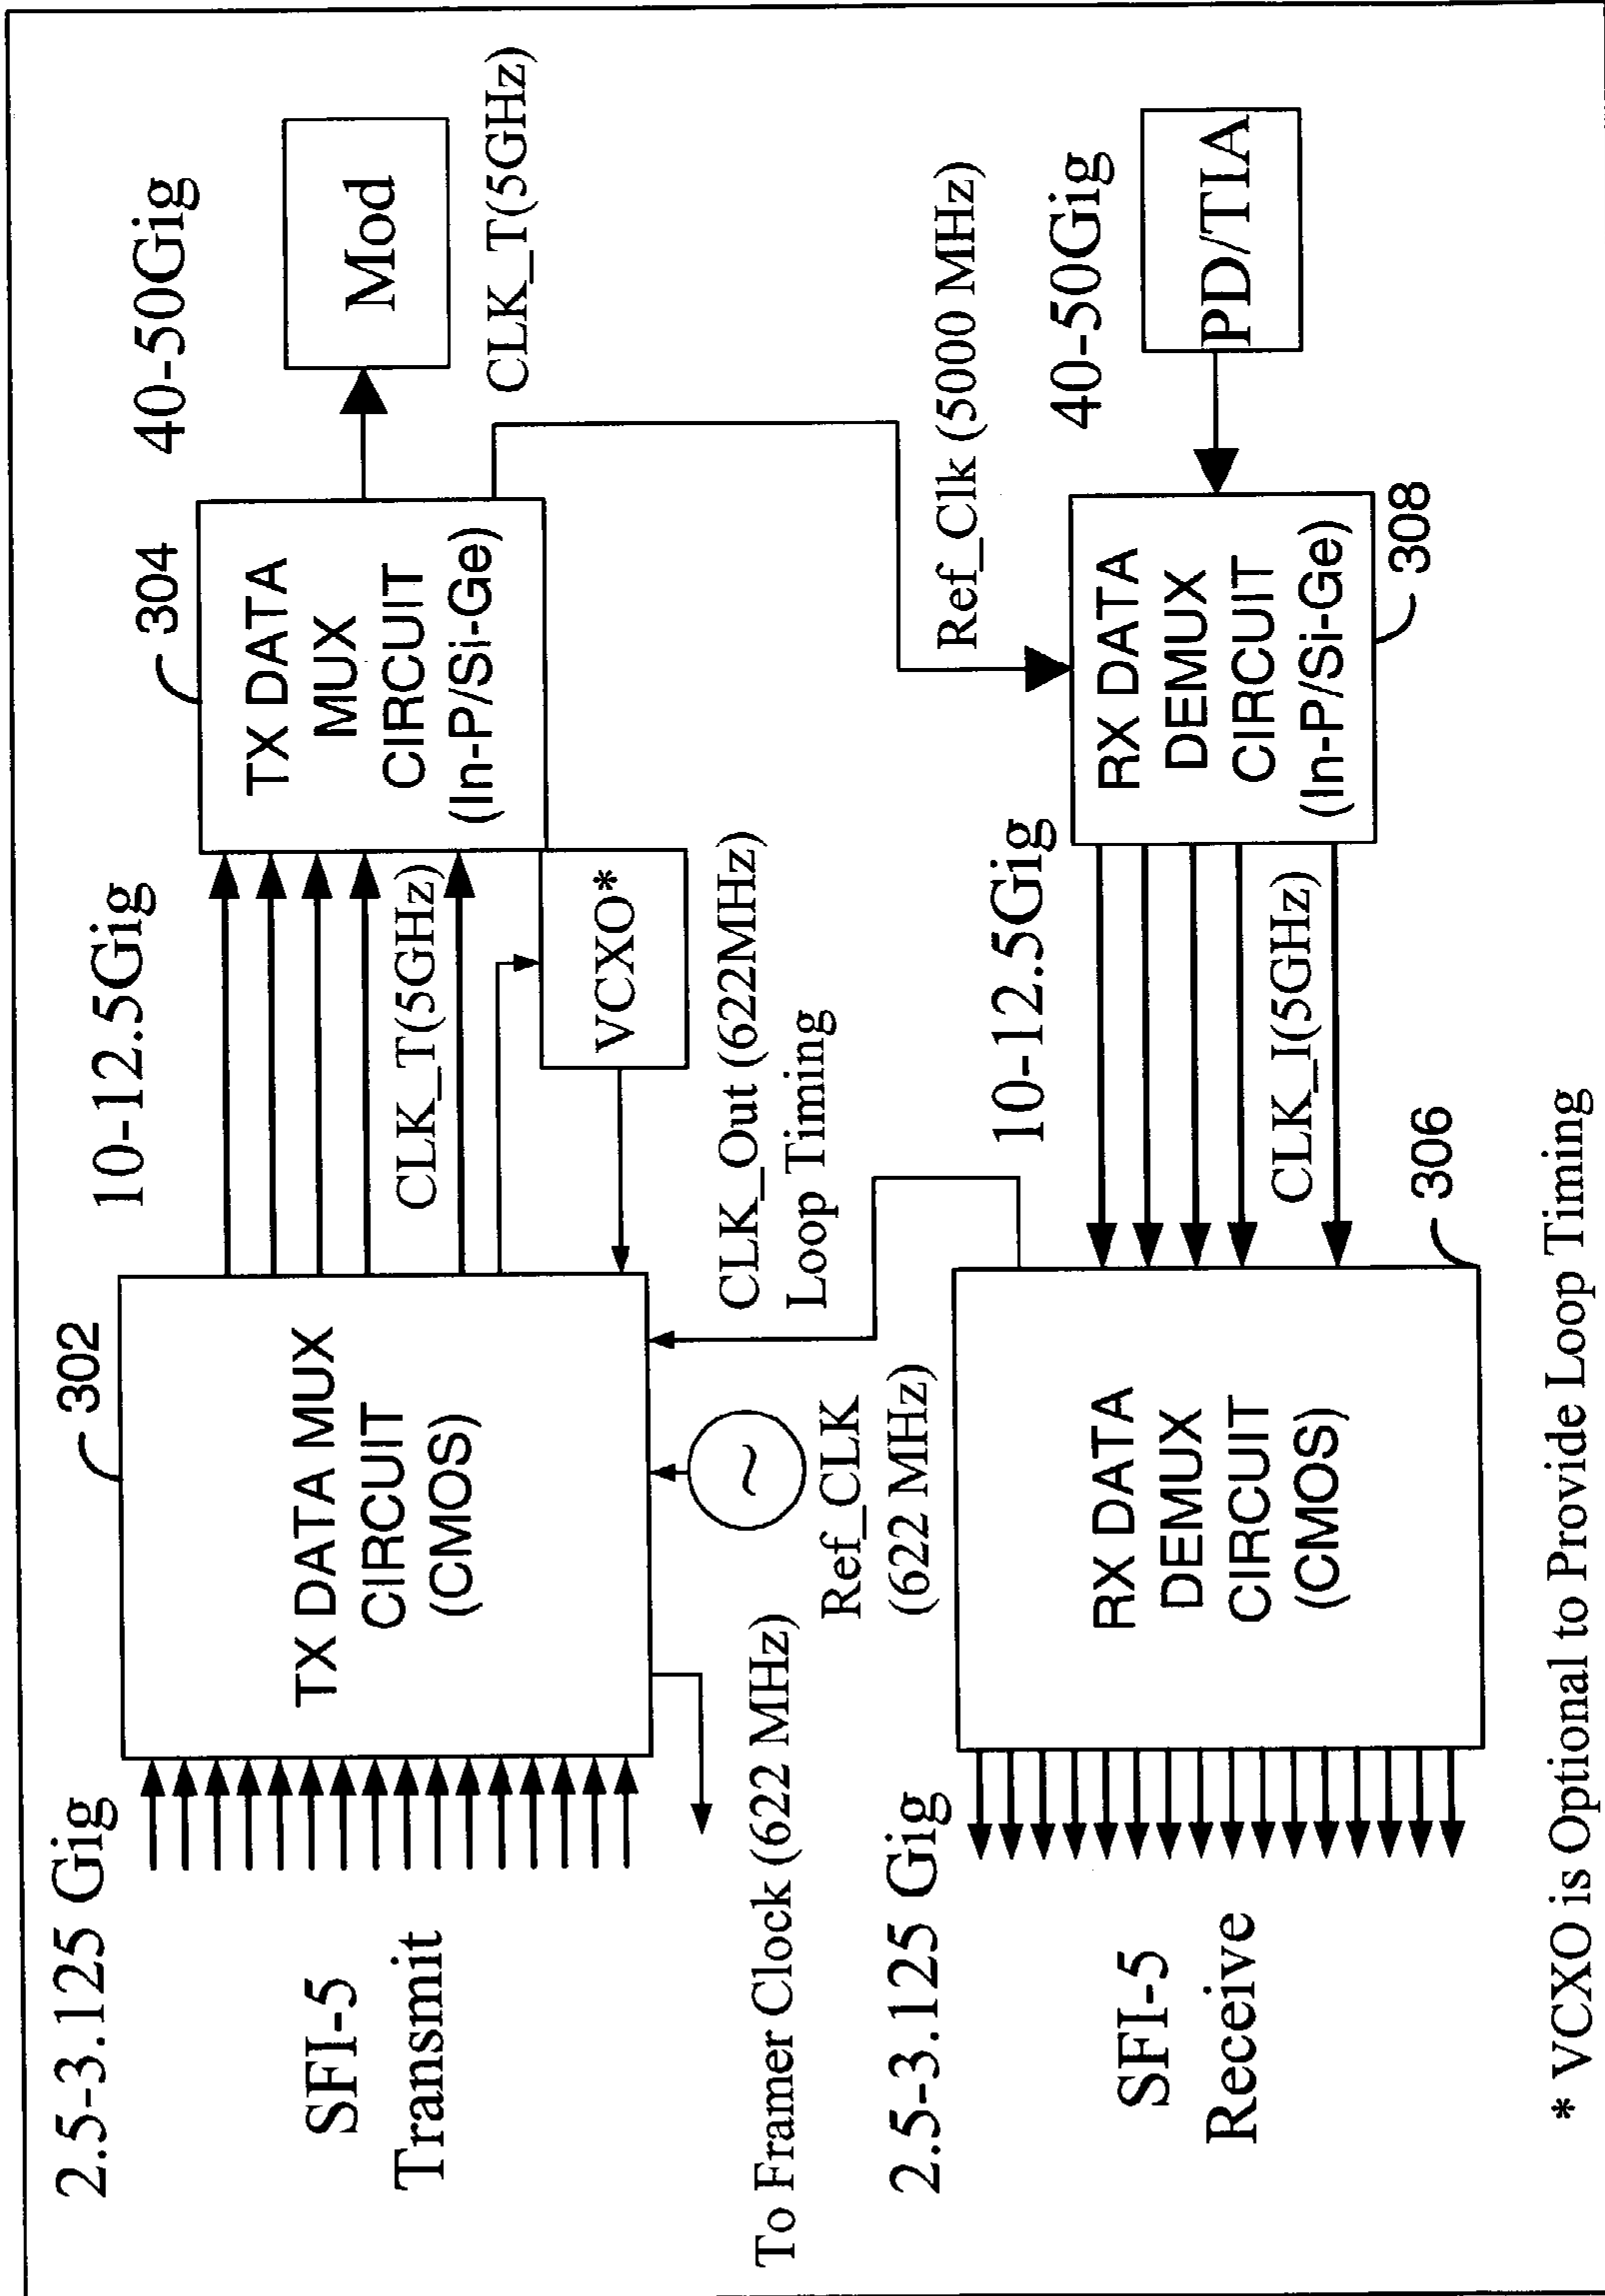 2.5-3.125 Gig
SFI-5
Transmit
302
TX DATA MUX
CIRCUIT
(CMOS)
10-12.5Gig
CLK_T(5GHz)
304
TX DATA
MUX
CIRCUIT
(In-P/Si-Ge)
40-50Gig
Mod
CLK_T(5GHz)
VCXO*
CLK_Out (622MHz)
Loop Timing
To Framer Clock (622 MHz)
~
Ref_CLK
(622 MHz)
Ref_Clk (5000 MHz)
2.5-3.125 Gig
SFI-5
Receive
RX DATA
DEMUX
CIRCUIT
(CMOS)
306
10-12.5Gig
CLK_I(5GHz)
RX DATA
DEMUX
CIRCUIT
(In-P/Si-Ge)
308
40-50Gig
PD/TIA
* VCXO is Optional to Provide Loop Timing